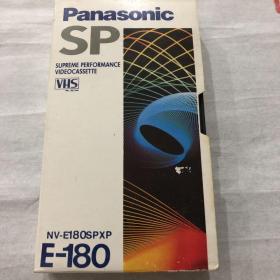 Panasonic
SP
SUPREME PERFORMANCE
VIDEOCASSETTE
VHS
NV-E180SPXP
E-180